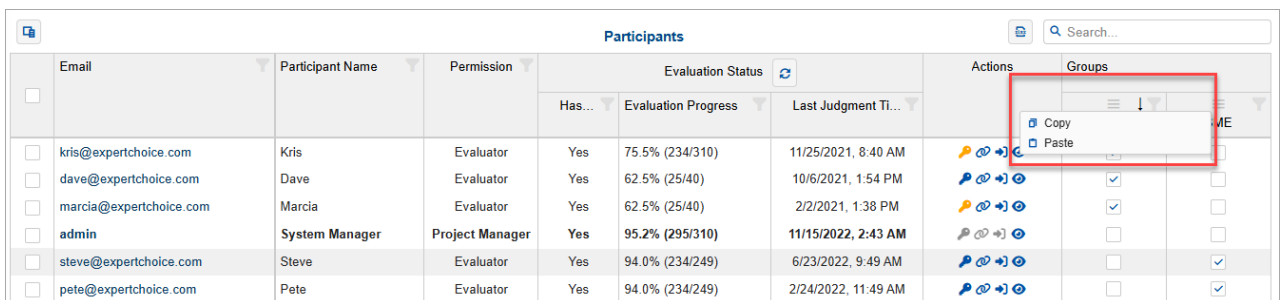 Participants
Search...
Email Participant Name Permission Evaluation Status Actions Groups
Has... Evaluation Progress Last Judgment Ti...
Copy
ME
Paste
kris@expertchoice.com Kris Evaluator Yes 75.5% (234/310) 11/25/2021, 8:40 AM
dave@expertchoice.com Dave Evaluator Yes 62.5% (25/40) 10/6/2021, 1:54 PM
marcia@expertchoice.com Marcia Evaluator Yes 62.5% (25/40) 2/2/2021, 1:38 PM
admin System Manager Project Manager Yes 95.2% (295/310) 11/15/2022, 2:43 AM
steve@expertchoice.com Steve Evaluator Yes 94.0% (234/249) 6/23/2022, 9:49 AM
pete@expertchoice.com Pete Evaluator Yes 94.0% (234/249) 2/24/2022, 11:49 AM